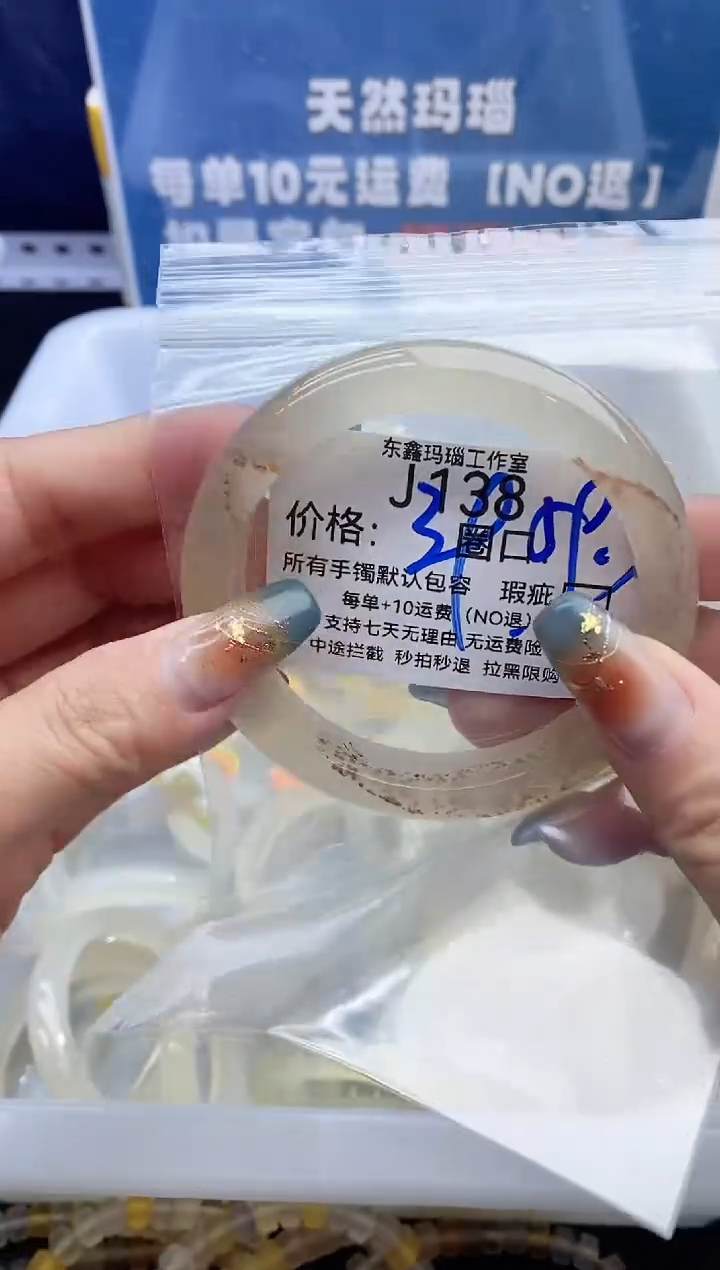 天然玛瑙
每单10元运费【NO退】
东鑫玛瑙工作室
J138
价格：
圈口
所有手镯默认包容 瑕疵
每单+10运费（NO退）
支持七天无理由 无运费险
中途拦截 秒拍秒退 拉黑限购